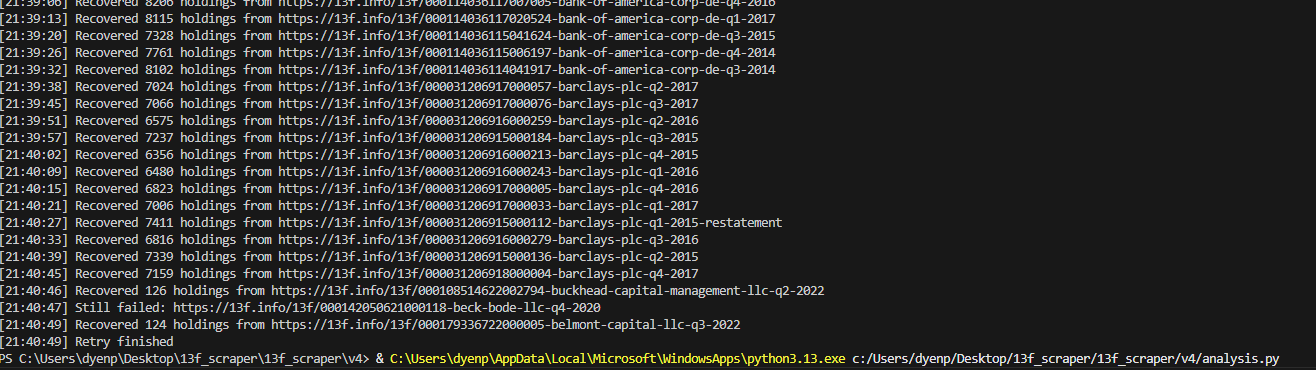 [21:39:06] Recovered 8206 holdings from https://13f.info/13f/000114036117007005-bank-of-america-corp-de-q4-2016
[21:39:13] Recovered 8115 holdings from https://13f.info/13f/000114036117020524-bank-of-america-corp-de-q1-2017
[21:39:20] Recovered 7328 holdings from https://13f.info/13f/000114036115041624-bank-of-america-corp-de-q3-2015
[21:39:26] Recovered 7761 holdings from https://13f.info/13f/000114036115006197-bank-of-america-corp-de-q4-2014
[21:39:32] Recovered 8102 holdings from https://13f.info/13f/000114036114041917-bank-of-america-corp-de-q3-2014
[21:39:38] Recovered 7024 holdings from https://13f.info/13f/000031206917000057-barclays-plc-q2-2017
[21:39:45] Recovered 7066 holdings from https://13f.info/13f/000031206917000076-barclays-plc-q3-2017
[21:39:51] Recovered 6575 holdings from https://13f.info/13f/000031206916000259-barclays-plc-q2-2016
[21:39:57] Recovered 7237 holdings from https://13f.info/13f/000031206915000184-barclays-plc-q3-2015
[21:40:02] Recovered 6356 holdings from https://13f.info/13f/000031206916000213-barclays-plc-q4-2015
[21:40:09] Recovered 6480 holdings from https://13f.info/13f/000031206916000243-barclays-plc-q1-2016
[21:40:15] Recovered 6823 holdings from https://13f.info/13f/000031206917000005-barclays-plc-q4-2016
[21:40:21] Recovered 7006 holdings from https://13f.info/13f/000031206917000033-barclays-plc-q1-2017
[21:40:27] Recovered 7411 holdings from https://13f.info/13f/000031206915000112-barclays-plc-q1-2015-restatement
[21:40:33] Recovered 6816 holdings from https://13f.info/13f/000031206916000279-barclays-plc-q3-2016
[21:40:39] Recovered 7339 holdings from https://13f.info/13f/000031206915000136-barclays-plc-q2-2015
[21:40:45] Recovered 7159 holdings from https://13f.info/13f/000031206918000004-barclays-plc-q4-2017
[21:40:46] Recovered 126 holdings from https://13f.info/13f/000108514622002794-buckhead-capital-management-llc-q2-2022
[21:40:47] Still failed: https://13f.info/13f/000142050621000118-beck-bode-llc-q4-2020
[21:40:49] Recovered 124 holdings from https://13f.info/13f/000179336722000005-belmont-capital-llc-q3-2022
[21:40:49] Retry finished
PS C:\Users\dyenp\Desktop\13f_scraper\13f_scraper\v4> & C:\Users\dyenp\AppData\Local\Microsoft\WindowsApps\python3.13.exe c:/Users/dyenp/Desktop/13f_scraper/13f_scraper/v4/analysis.py